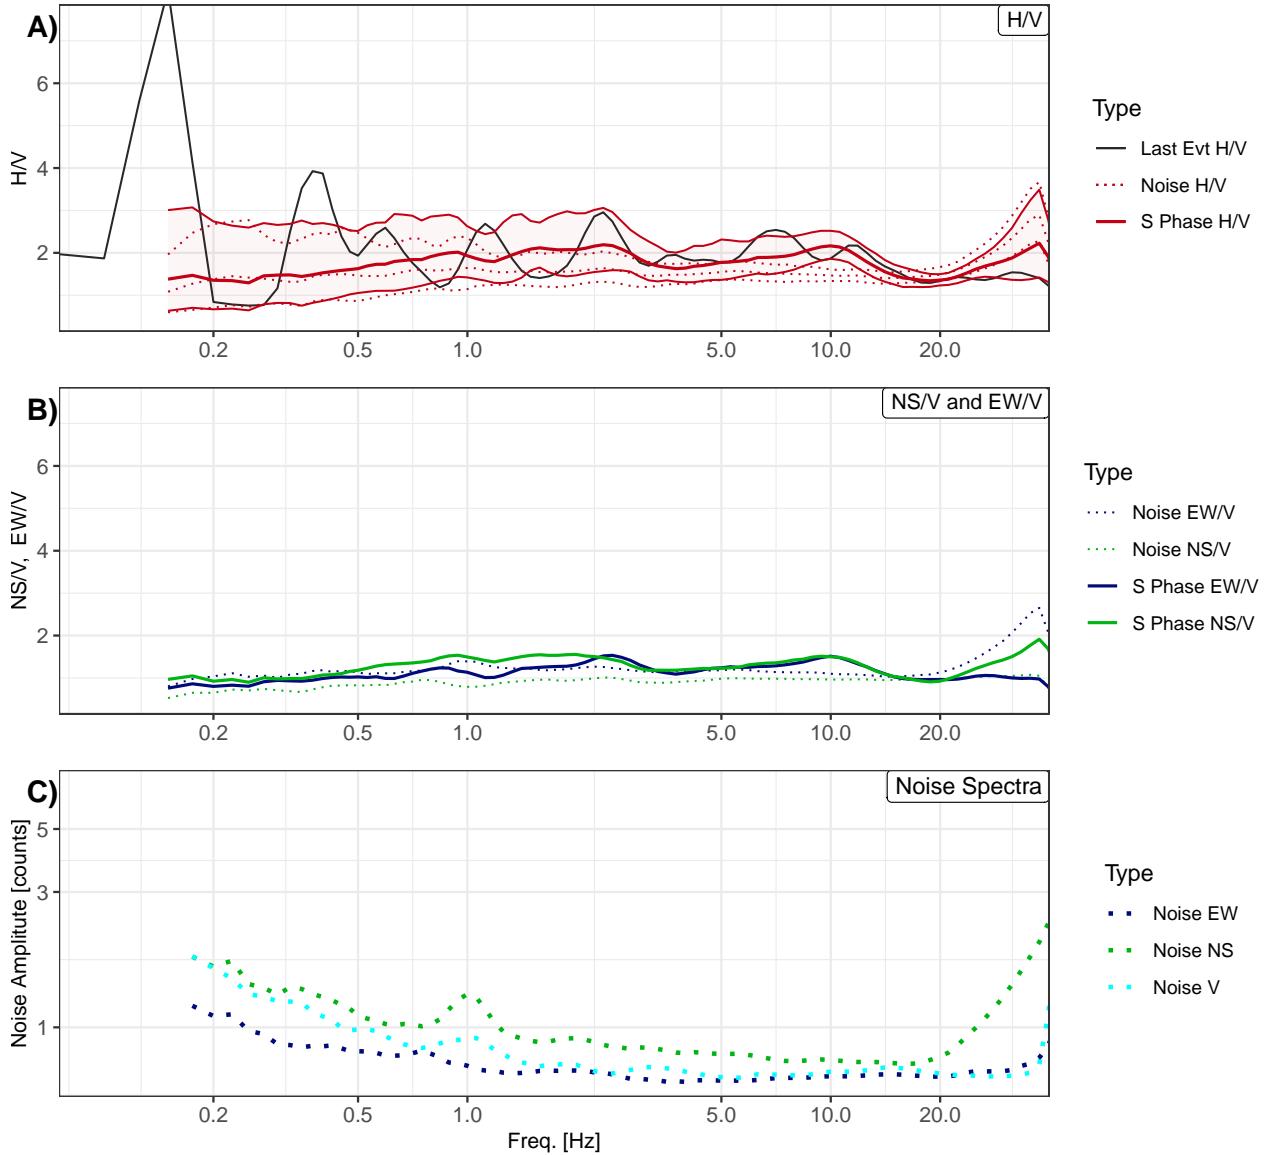 A)
H/V
6
4
2
H/V
0.2 0.5 1.0 5.0 10.0 20.0
Type
Last Evt H/V
Noise H/V
S Phase H/V
B)
NS/V and EW/V
6
4
2
NS/V, EW/V
0.2 0.5 1.0 5.0 10.0 20.0
Type
Noise EW/V
Noise NS/V
S Phase EW/V
S Phase NS/V
C)
Noise Spectra
5
3
1
Noise Amplitude [counts]
0.2 0.5 1.0 5.0 10.0 20.0
Freq. [Hz]
Type
Noise EW
Noise NS
Noise V